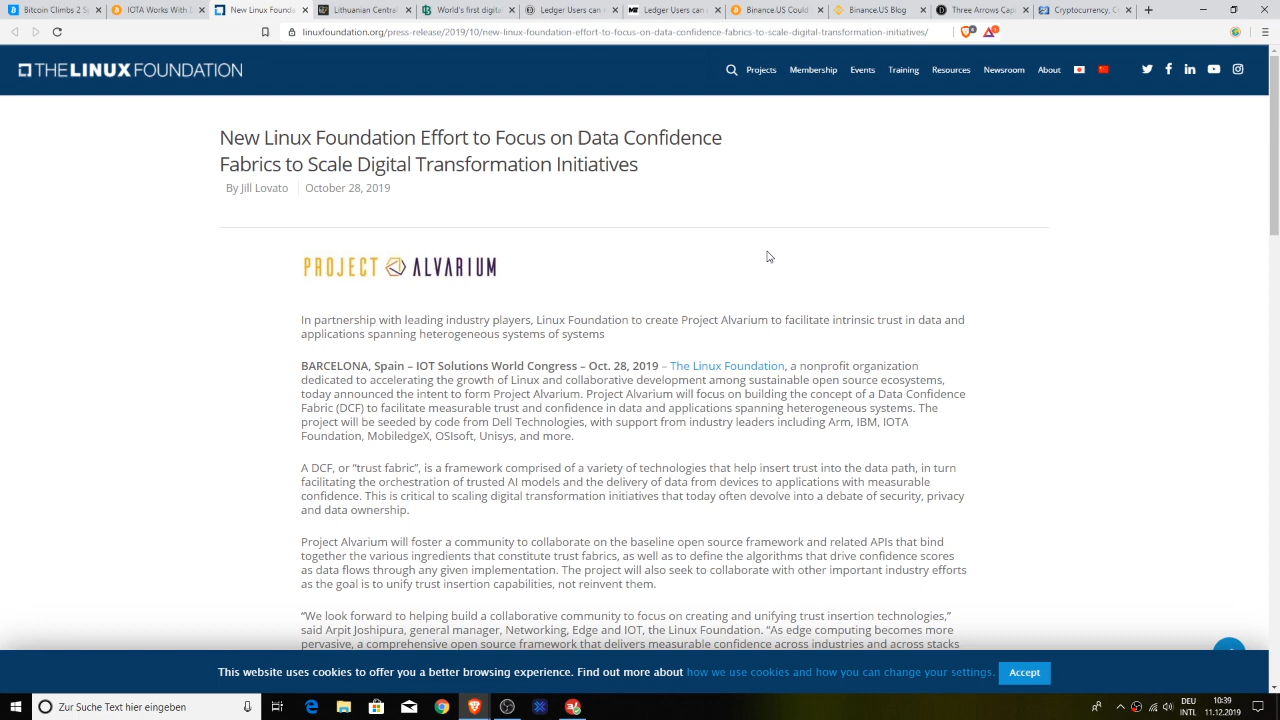 Bitcoin Climbs 2
IOTA Works With D
New Linux Founda
Lithuanian Central
World's first digital
Ledger Users can
Ledger Users can
Binance.US Could
Binance.US
Three Arrows Cap
Cryptocurrency, C
linuxfoundation.org/press-release/2019/10/new-linux-foundation-effort-to-focus-on-data-confidence-fabrics-to-scale-digital-transformation-initiatives/
THE LINUX FOUNDATION
Projects Membership Events Training Resources Newsroom About
New Linux Foundation Effort to Focus on Data Confidence
Fabrics to Scale Digital Transformation Initiatives
By Jill Lovato October 28, 2019
PROJECT ALVARIUM
In partnership with leading industry players, Linux Foundation to create Project Alvarium to facilitate intrinsic trust in data and
applications spanning heterogeneous systems of systems
BARCELONA, Spain – IOT Solutions World Congress – Oct. 28, 2019 – The Linux Foundation, a nonprofit organization
dedicated to accelerating the growth of Linux and collaborative development among sustainable open source ecosystems,
today announced the intent to form Project Alvarium. Project Alvarium will focus on building the concept of a Data Confidence
Fabric (DCF) to facilitate measurable trust and confidence in data and applications spanning heterogeneous systems. The
project will be seeded by code from Dell Technologies, with support from industry leaders including Arm, IBM, IOTA
Foundation, MobiledgeX, OSIsoft, Unisys, and more.
A DCF, or “trust fabric”, is a framework comprised of a variety of technologies that help insert trust into the data path, in turn
facilitating the orchestration of trusted AI models and the delivery of data from devices to applications with measurable
confidence. This is critical to scaling digital transformation initiatives that today often devolve into a debate of security, privacy
and data ownership.
Project Alvarium will foster a community to collaborate on the baseline open source framework and related APIs that bind
together the various ingredients that constitute trust fabrics, as well as to define the algorithms that drive confidence scores
as data flows through any given implementation. The project will also seek to collaborate with other important industry efforts
as the goal is to unify trust insertion capabilities, not reinvent them.
“We look forward to helping build a collaborative community to focus on creating and unifying trust insertion technologies,”
said Arpit Joshipura, general manager, Networking, Edge and IOT, the Linux Foundation. “As edge computing becomes more
pervasive, a comprehensive open source framework that delivers measurable confidence across industries and across stacks
This website uses cookies to offer you a better browsing experience. Find out more about how we use cookies and how you can change your settings. Accept
Zur Suche Text hier eingeben
DEU 10:39
INTL 11.12.2019